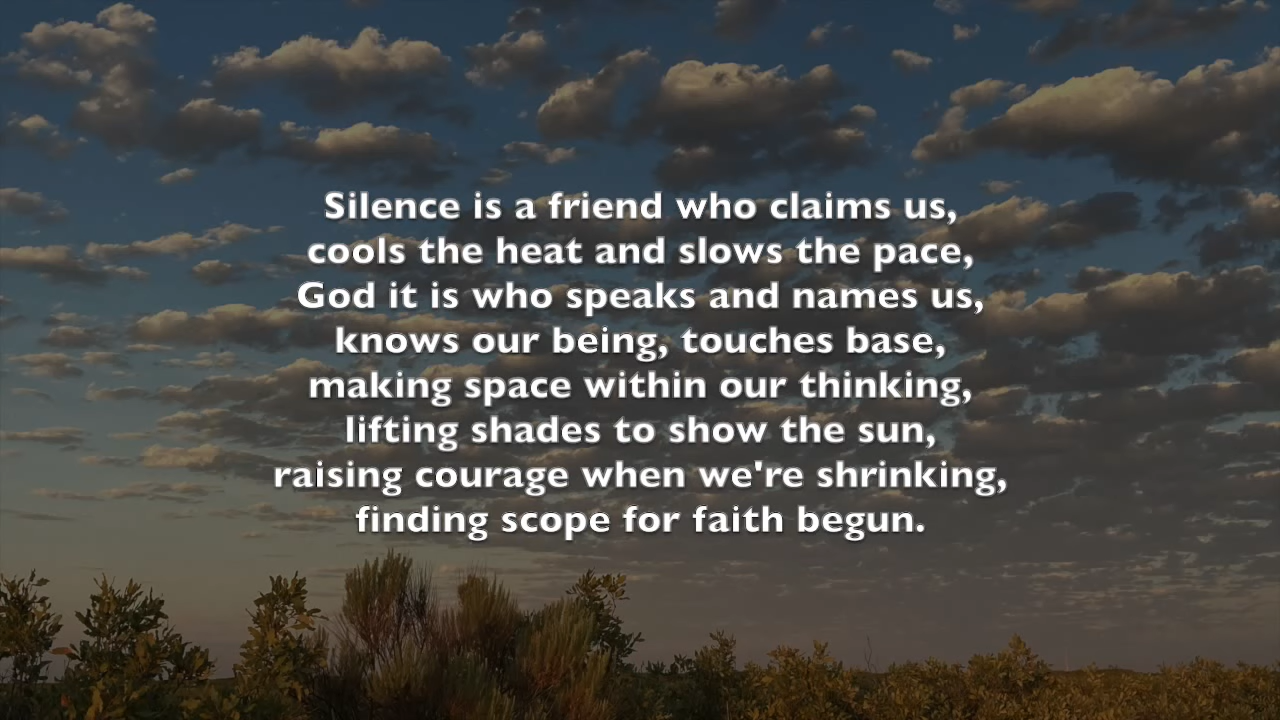 Silence is a friend who claims us,
cools the heat and slows the pace,
God it is who speaks and names us,
knows our being, touches base,
making space within our thinking,
lifting shades to show the sun,
raising courage when we're shrinking,
finding scope for faith begun.